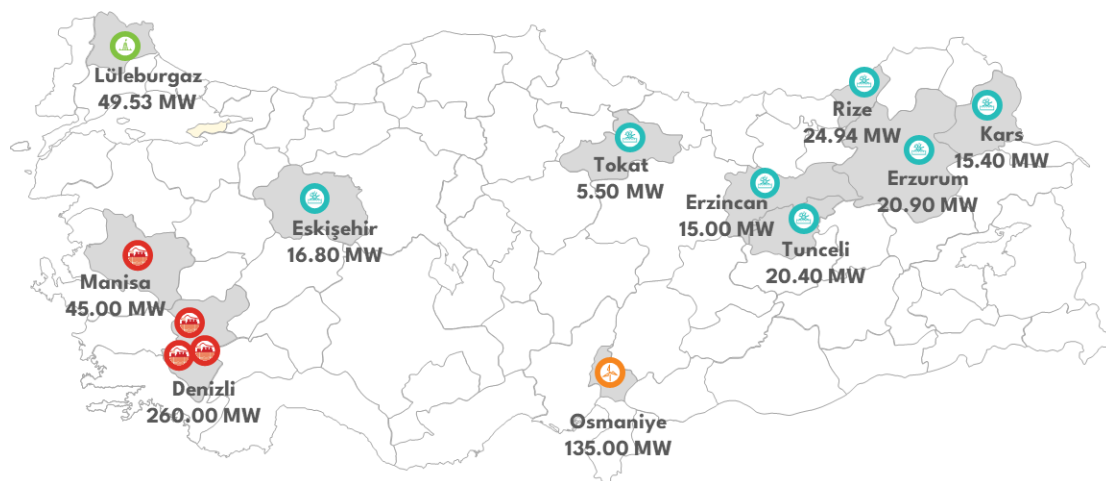 Lüleburgaz
49.53 MW
Rize
24.94 MW
Kars
15.40 MW
Tokat
5.50 MW
Erzurum
20.90 MW
Erzincan
15.00 MW
Eskişehir
16.80 MW
Tunceli
20.40 MW
Manisa
45.00 MW
Denizli
260.00 MW
Osmaniye
135.00 MW